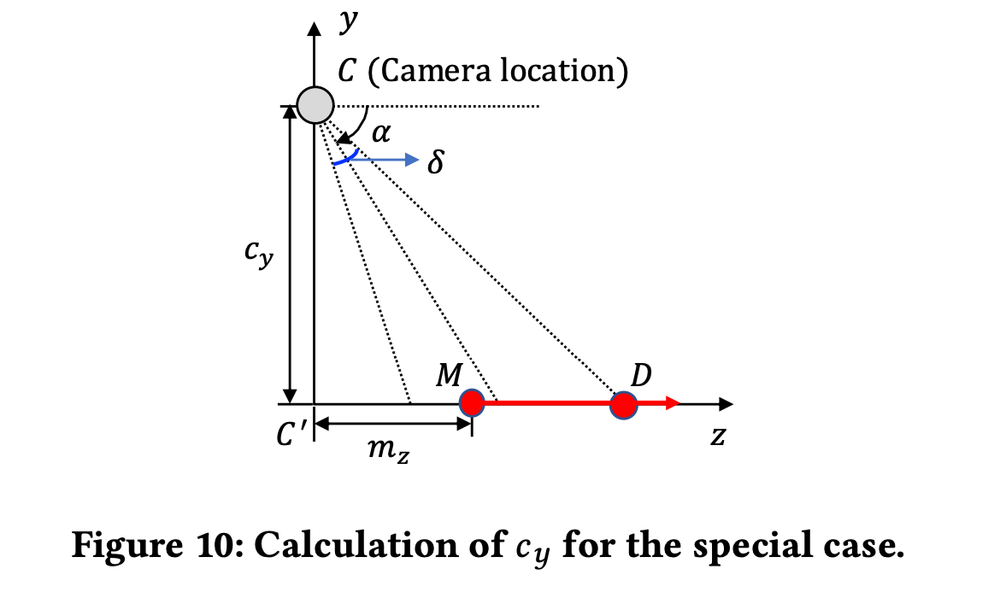 y
C (Camera location)
α
δ
c_y
M
D
C′
m_z
z
Figure 10: Calculation of c_y for the special case.